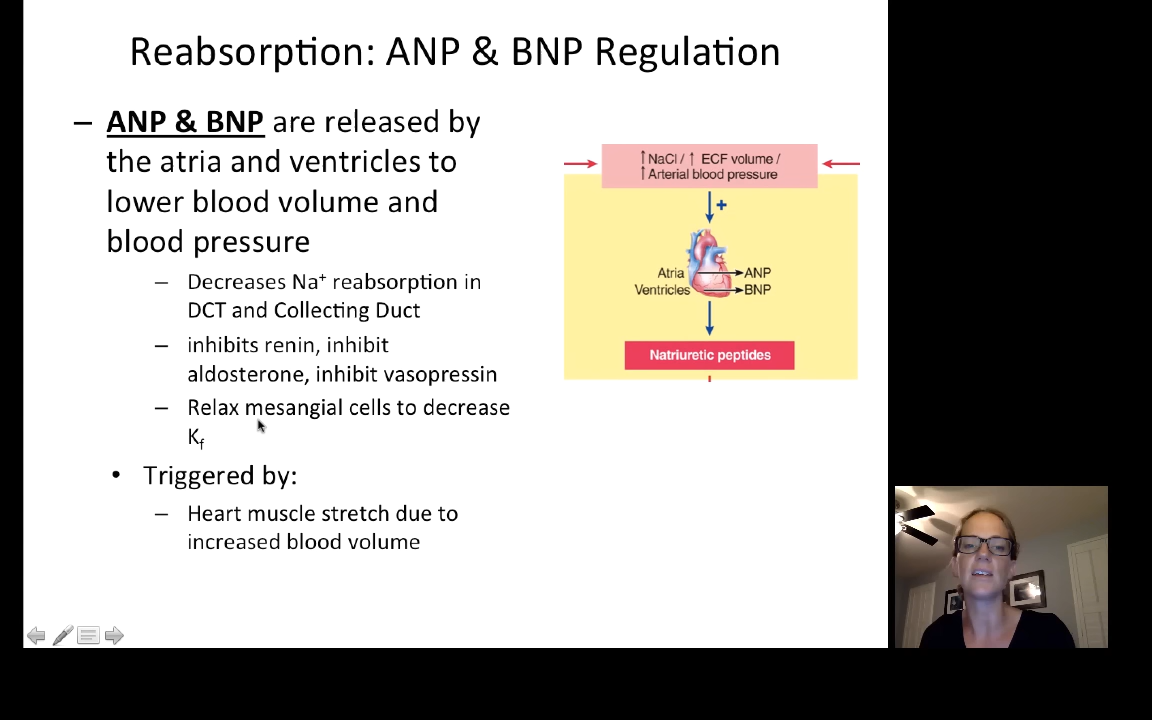 Reabsorption: ANP & BNP Regulation
– ANP & BNP are released by
the atria and ventricles to
lower blood volume and
blood pressure
– Decreases Na⁺ reabsorption in
DCT and Collecting Duct
– inhibits renin, inhibit
aldosterone, inhibit vasopressin
– Relax mesangial cells to decrease
Kf
• Triggered by:
– Heart muscle stretch due to
increased blood volume
↑NaCl / ↑ ECF volume /
↑Arterial blood pressure
+
Atria ANP
Ventricles BNP
Natriuretic peptides